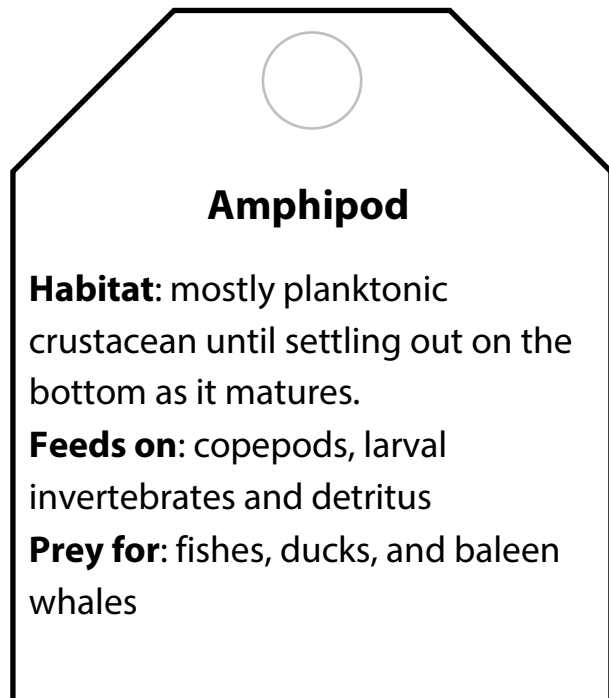 Amphipod
Habitat: mostly planktonic
crustacean until settling out on the
bottom as it matures.
Feeds on: copepods, larval
invertebrates and detritus
Prey for: fishes, ducks, and baleen
whales